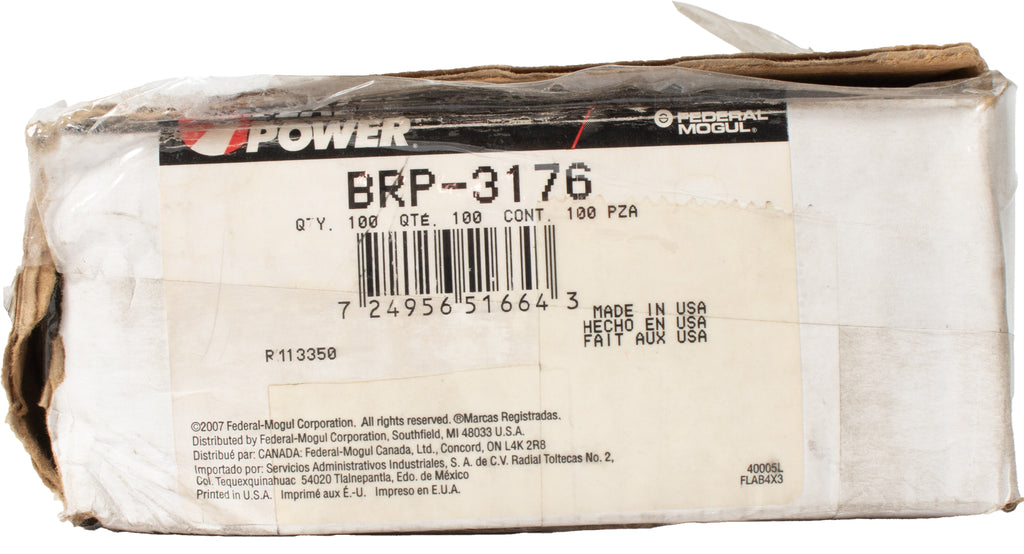 POWER®
FEDERAL
MOGUL®
BRP-3176
QTY. 100 QTÉ. 100 CONT. 100 PZA
7 24956 51664 3
MADE IN USA
HECHO EN USA
FAIT AUX USA
R113350
©2007 Federal-Mogul Corporation. All rights reserved. ®Marcas Registradas.
Distributed by Federal-Mogul Corporation, Southfield, MI 48033 U.S.A.
Distribué par: CANADA: Federal-Mogul Canada, Ltd., Concord, ON L4K 2R8
Importado por: Servicios Administrativos Industriales, S. A. de C.V. Radial Toltecas No. 2,
Col. Tequexquinahuac 54020 Tlalnepantla, Edo. de México
Printed in U.S.A. Imprimé aux É.-U. Impreso en E.U.A.
40005L
FLAB4X3